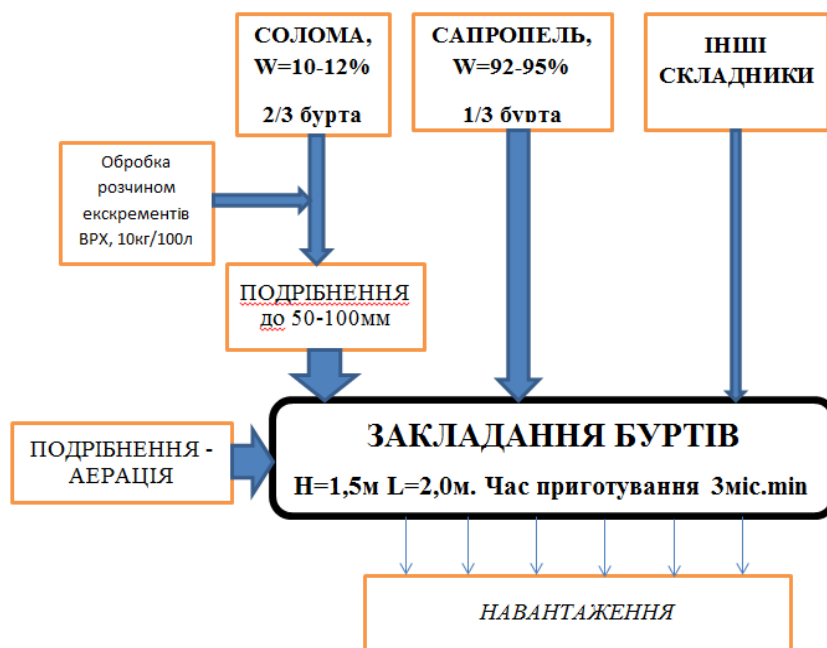 СОЛОМА,
W=10-12%
2/3 бурта
САПРОПЕЛЬ,
W=92-95%
1/3 бурта
ІНШІ
СКЛАДНИКИ
Обробка
розчином
екскрементів
ВРХ, 10кг/100л
ПОДРІБНЕННЯ
до 50-100мм
ПОДРІБНЕННЯ -
АЕРАЦІЯ
ЗАКЛАДАННЯ БУРТІВ
H=1,5м L=2,0м. Час приготування 3міс.min
НАВАНТАЖЕННЯ